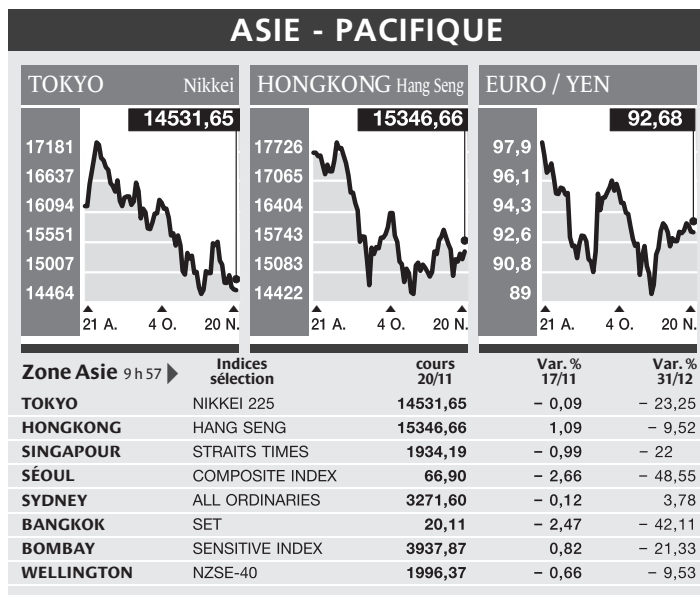 ASIE - PACIFIQUE
TOKYO Nikkei
14531,65
17181
16637
16094
15551
15007
14464
21 A. 4 O. 20 N.
HONGKONG Hang Seng
15346,66
17726
17065
16404
15743
15083
14422
21 A. 4 O. 20 N.
EURO / YEN
92,68
97,9
96,1
94,3
92,6
90,8
89
21 A. 4 O. 20 N.
Zone Asie 9 h 57 Indices sélection cours 20/11 Var. % 17/11 Var. % 31/12
TOKYO NIKKEI 225 14531,65 – 0,09 – 23,25
HONGKONG HANG SENG 15346,66 1,09 – 9,52
SINGAPOUR STRAITS TIMES 1934,19 – 0,99 – 22
SÉOUL COMPOSITE INDEX 66,90 – 2,66 – 48,55
SYDNEY ALL ORDINARIES 3271,60 – 0,12 3,78
BANGKOK SET 20,11 – 2,47 – 42,11
BOMBAY SENSITIVE INDEX 3937,87 0,82 – 21,33
WELLINGTON NZSE-40 1996,37 – 0,66 – 9,53